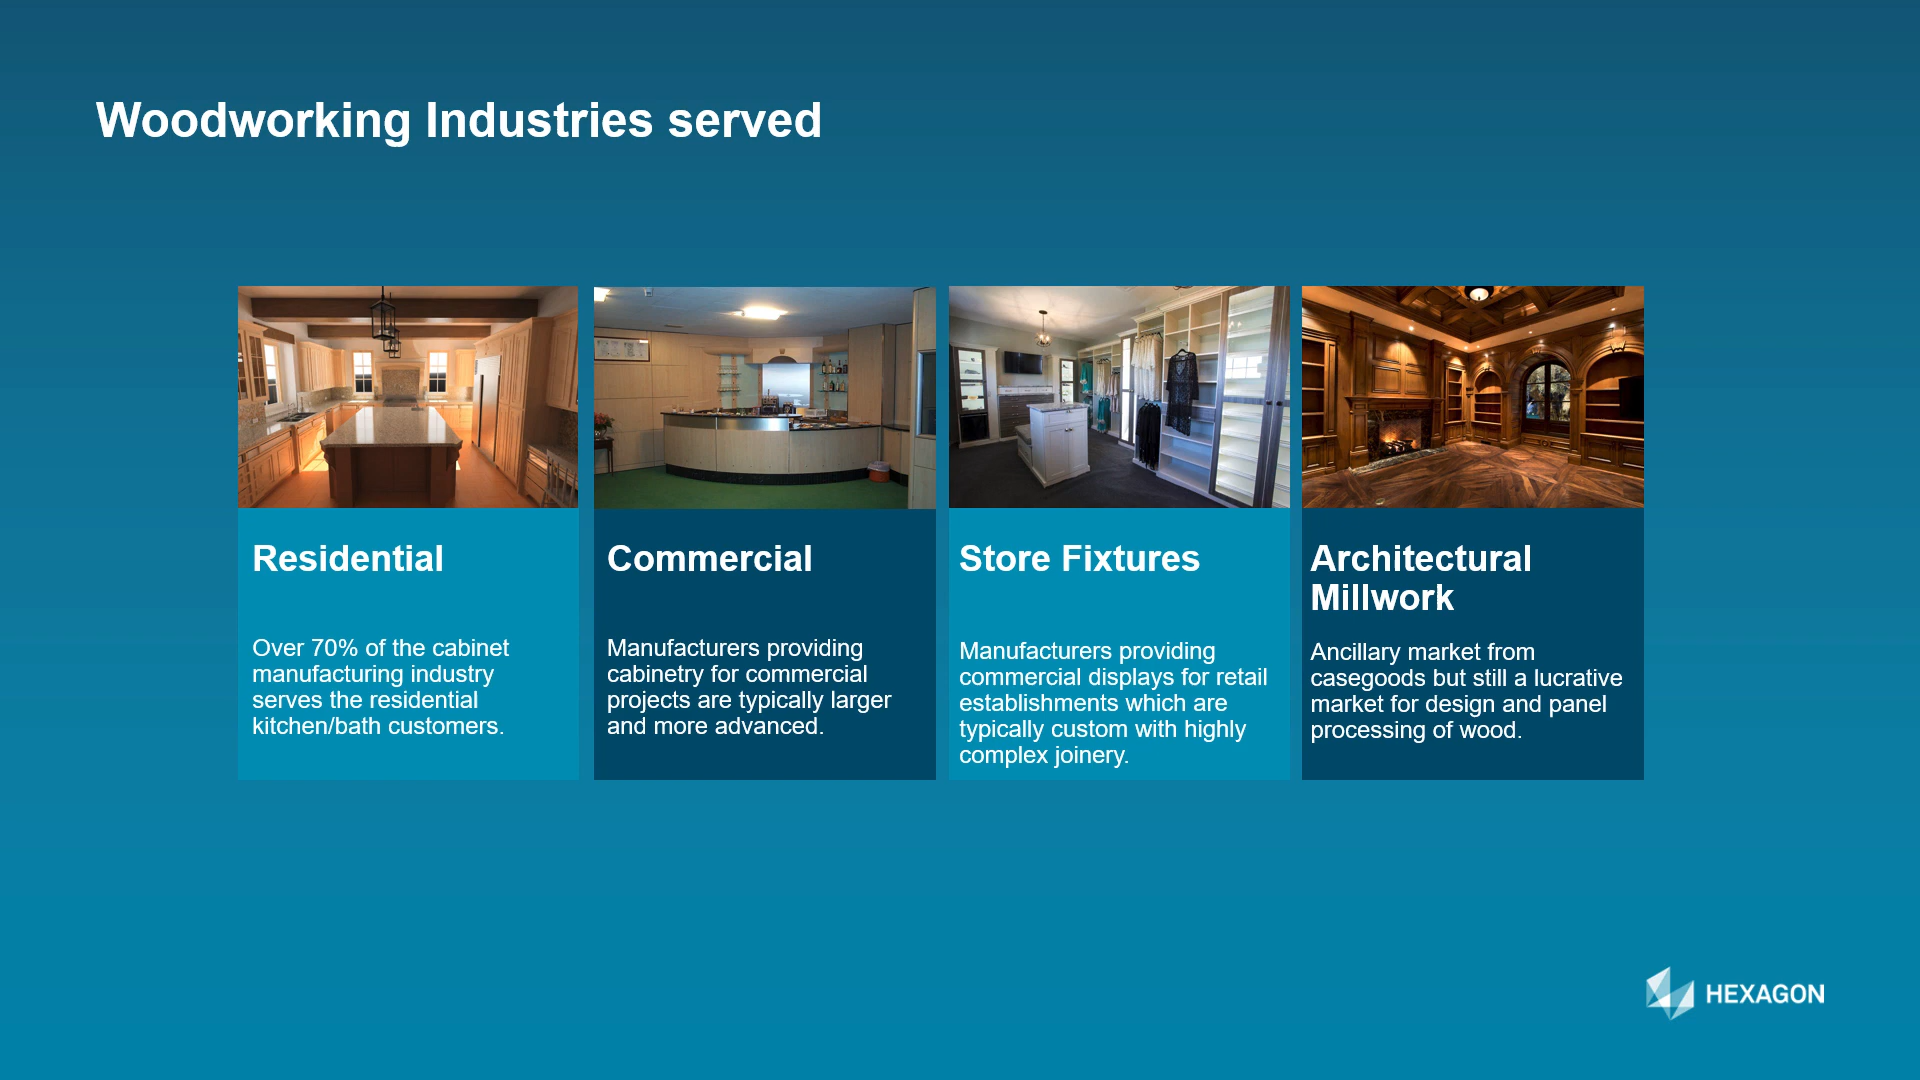 Woodworking Industries served
Residential
Over 70% of the cabinet
manufacturing industry
serves the residential
kitchen/bath customers.
Commercial
Manufacturers providing
cabinetry for commercial
projects are typically larger
and more advanced.
Store Fixtures
Manufacturers providing
commercial displays for retail
establishments which are
typically custom with highly
complex joinery.
Architectural
Millwork
Ancillary market from
casegoods but still a lucrative
market for design and panel
processing of wood.
HEXAGON